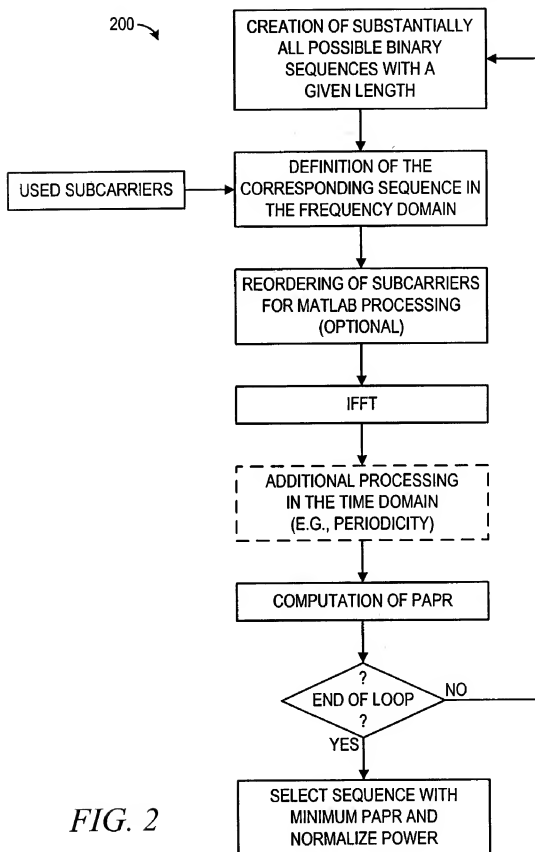 200
CREATION OF SUBSTANTIALLY
ALL POSSIBLE BINARY
SEQUENCES WITH A
GIVEN LENGTH
USED SUBCARRIERS
DEFINITION OF THE
CORRESPONDING SEQUENCE IN
THE FREQUENCY DOMAIN
REORDERING OF SUBCARRIERS
FOR MATLAB PROCESSING
(OPTIONAL)
IFFT
ADDITIONAL PROCESSING
IN THE TIME DOMAIN
(E.G., PERIODICITY)
COMPUTATION OF PAPR
?
END OF LOOP
?
NO
YES
SELECT SEQUENCE WITH
MINIMUM PAPR AND
NORMALIZE POWER
FIG. 2